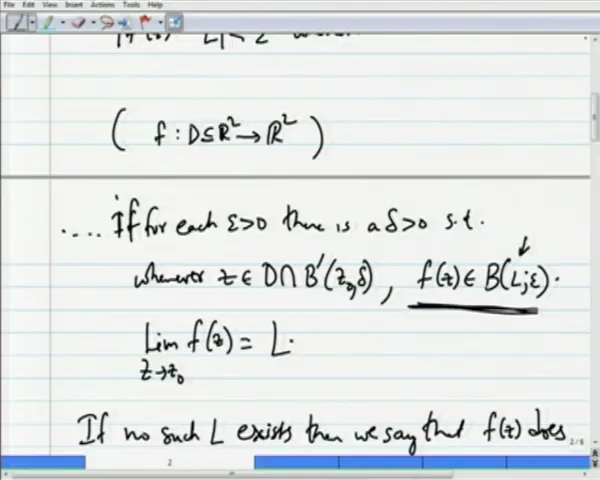 File Edit View Insert Actions Tools Help
( f : D ⊆ ℝ² → ℝ² )
.... If for each ε>0 there is a δ>0 s.t.
whenever z ∈ D ∩ B'(z₀, δ), f(z) ∈ B(L; ε).
Lim f(z) = L.
z→z₀
If no such L exists then we say that f(z) does
2